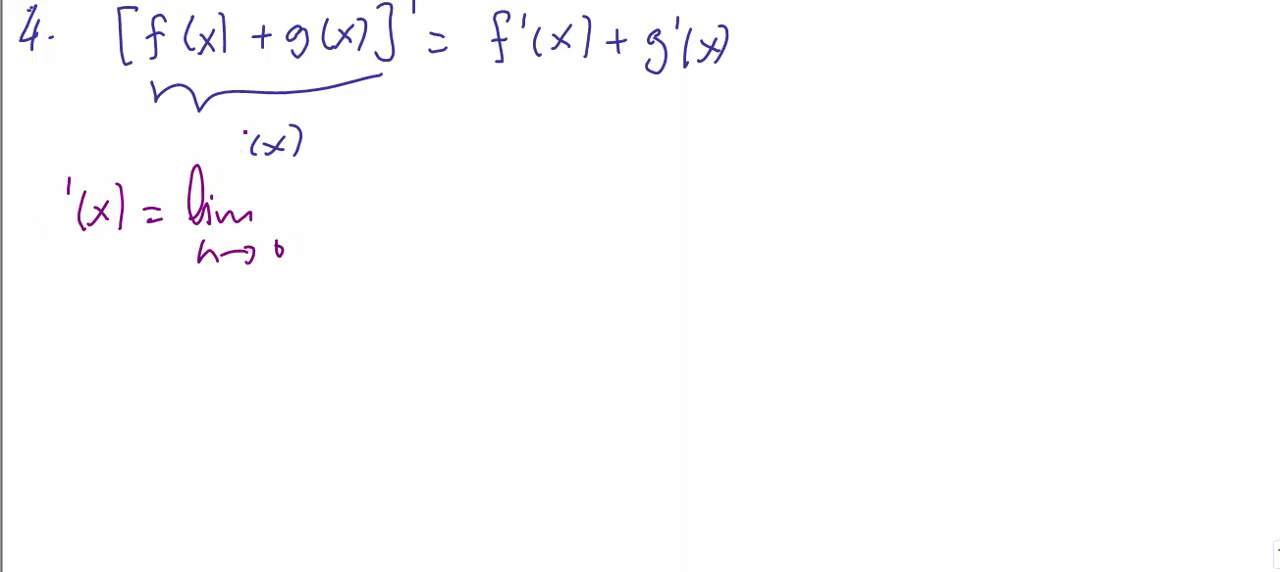 4. [f(x) + g(x)]' = f'(x) + g'(x)
(x)
'(x) = lim
h→0